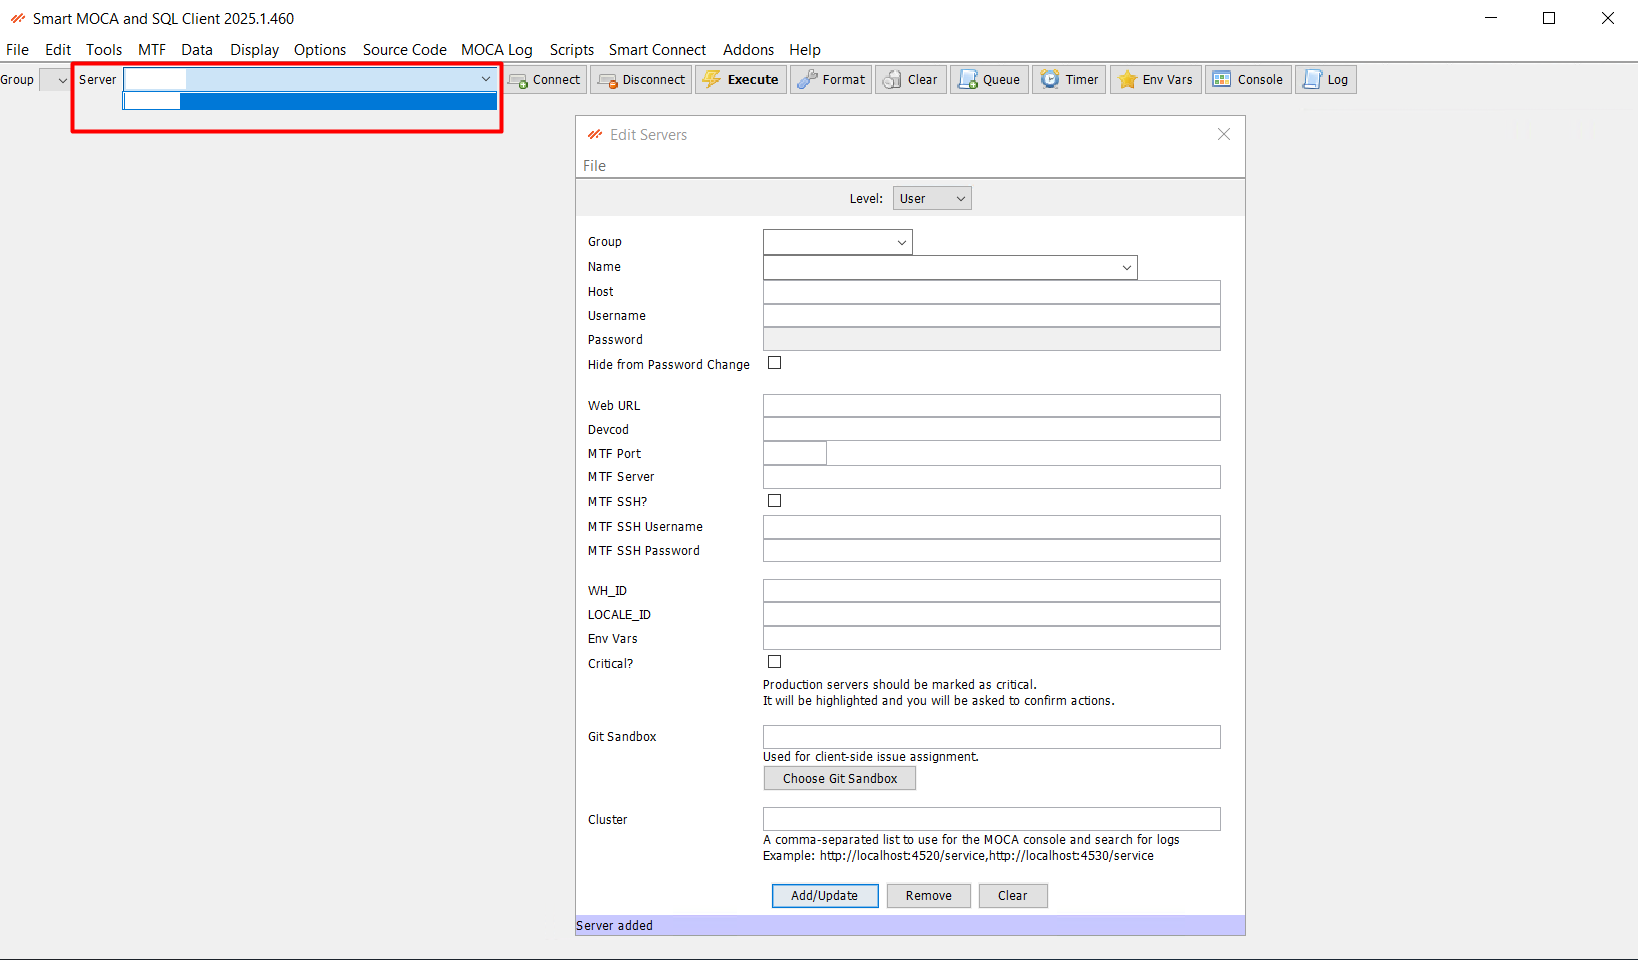 Smart MOCA and SQL Client 2025.1.460
File Edit Tools MTF Data Display Options Source Code MOCA Log Scripts Smart Connect Addons Help
Group Server Connect Disconnect Execute Format Clear Queue Timer Env Vars Console Log
Edit Servers
File
Level: User
Group
Name
Host
Username
Password
Hide from Password Change
Web URL
Devcod
MTF Port
MTF Server
MTF SSH?
MTF SSH Username
MTF SSH Password
WH_ID
LOCALE_ID
Env Vars
Critical?
Production servers should be marked as critical.
It will be highlighted and you will be asked to confirm actions.
Git Sandbox
Used for client-side issue assignment.
Choose Git Sandbox
Cluster
A comma-separated list to use for the MOCA console and search for logs
Example: http://localhost:4520/service,http://localhost:4530/service
Add/Update Remove Clear
Server added